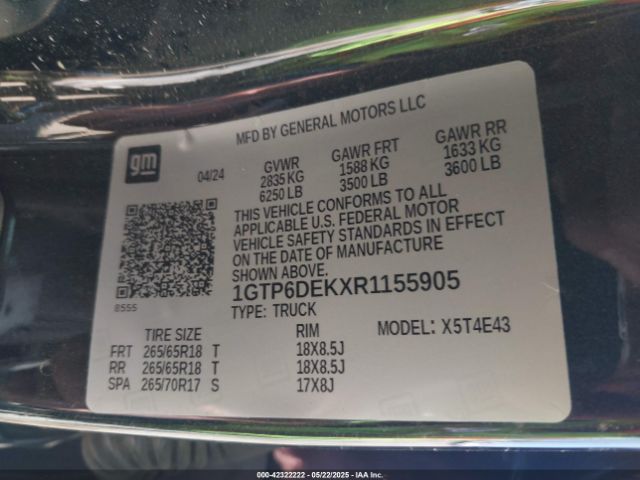 MFD BY GENERAL MOTORS LLC
gm
04/24
GVWR GAWR FRT GAWR RR
2835 KG 1588 KG 1633 KG
6250 LB 3500 LB 3600 LB
THIS VEHICLE CONFORMS TO ALL
APPLICABLE U.S. FEDERAL MOTOR
VEHICLE SAFETY STANDARDS IN EFFECT
ON THE DATE OF MANUFACTURE
SHOWN ABOVE.
1GTP6DEKXR1155905
8555
TYPE: TRUCK
MODEL: X5T4E43
TIRE SIZE RIM
FRT 265/65R18 T 18X8.5J
RR 265/65R18 T 18X8.5J
SPA 265/70R17 S 17X8J
000-42322222 - 05/22/2025 - IAA Inc.